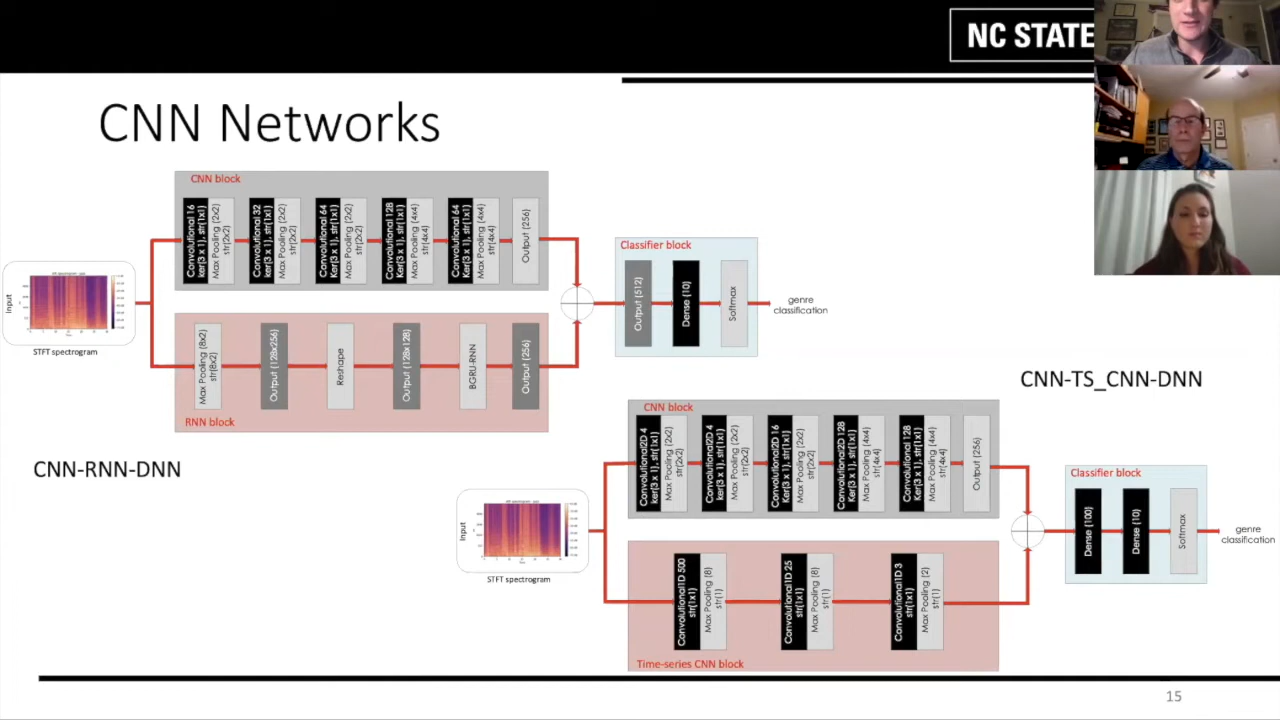 NC STATE
CNN Networks
CNN block
Convolutional 16
ker(3 x 1), str(1x1)
Max Pooling (2x2)
str(2x2)
Convolutional 32
ker(3 x 1), str(1x1)
Max Pooling (2x2)
str(2x2)
Convolutional 64
Ker(3 x 1), str(1x1)
Max Pooling (2x2)
str(2x2)
Convolutional 128
Ker(3 x 1), str(1x1)
Max Pooling (4x4)
str(4x4)
Convolutional 64
Ker(3 x 1), str(1x1)
Max Pooling (4x4)
str(4x4)
Output (256)
Input
STFT spectrogram
Max Pooling (8x2)
str(8x2)
Output (128x256)
Reshape
Output (128x128)
BGRU-RNN
Output (256)
RNN block
Classifier block
Output (512)
Dense (10)
Softmax
genre
classification
CNN-RNN-DNN
CNN-TS_CNN-DNN
CNN block
Convolutional2D 4
ker(3 x 1), str(1x1)
Max Pooling (2x2)
str(2x2)
Convolutional2D 4
ker(3 x 1), str(1x1)
Max Pooling (2x2)
str(2x2)
Convolutional2D 16
Ker(3 x 1), str(1x1)
Max Pooling (2x2)
str(2x2)
Convolutional2D 128
Ker(3 x 1), str(1x1)
Max Pooling (4x4)
str(4x4)
Convolutional 128
Ker(3 x 1), str(1x1)
Max Pooling (4x4)
str(4x4)
Output (256)
Input
STFT spectrogram
Convolutional1D 500
str(1x1)
Max Pooling (8)
str(1)
Convolutional1D 25
str(1x1)
Max Pooling (8)
str(1)
Convolutional1D 3
str(1x1)
Max Pooling (2)
str(1)
Time-series CNN block
Classifier block
Dense (100)
Dense (10)
Softmax
genre
classification
15